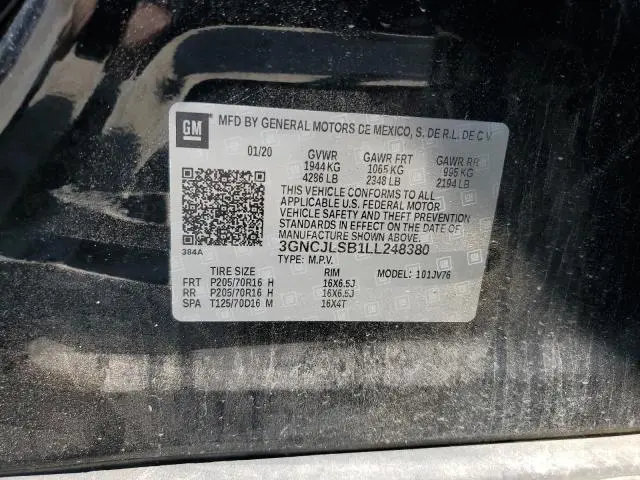 GM
MFD BY GENERAL MOTORS DE MEXICO, S. DE R.L. DE C.V.
01/20 GVWR GAWR FRT GAWR RR
1944 KG 1065 KG 995 KG
4286 LB 2348 LB 2194 LB
THIS VEHICLE CONFORMS TO ALL
APPLICABLE U.S. FEDERAL MOTOR
VEHICLE SAFETY AND THEFT PREVENTION
STANDARDS IN EFFECT ON THE DATE OF
MANUFACTURE SHOWN ABOVE.
384A 3GNCJLSB1LL248380
TYPE: M.P.V. MODEL: 101JV76
TIRE SIZE RIM
FRT P205/70R16 H 16X6.5J
RR P205/70R16 H 16X6.5J
SPA T125/70D16 M 16X4T